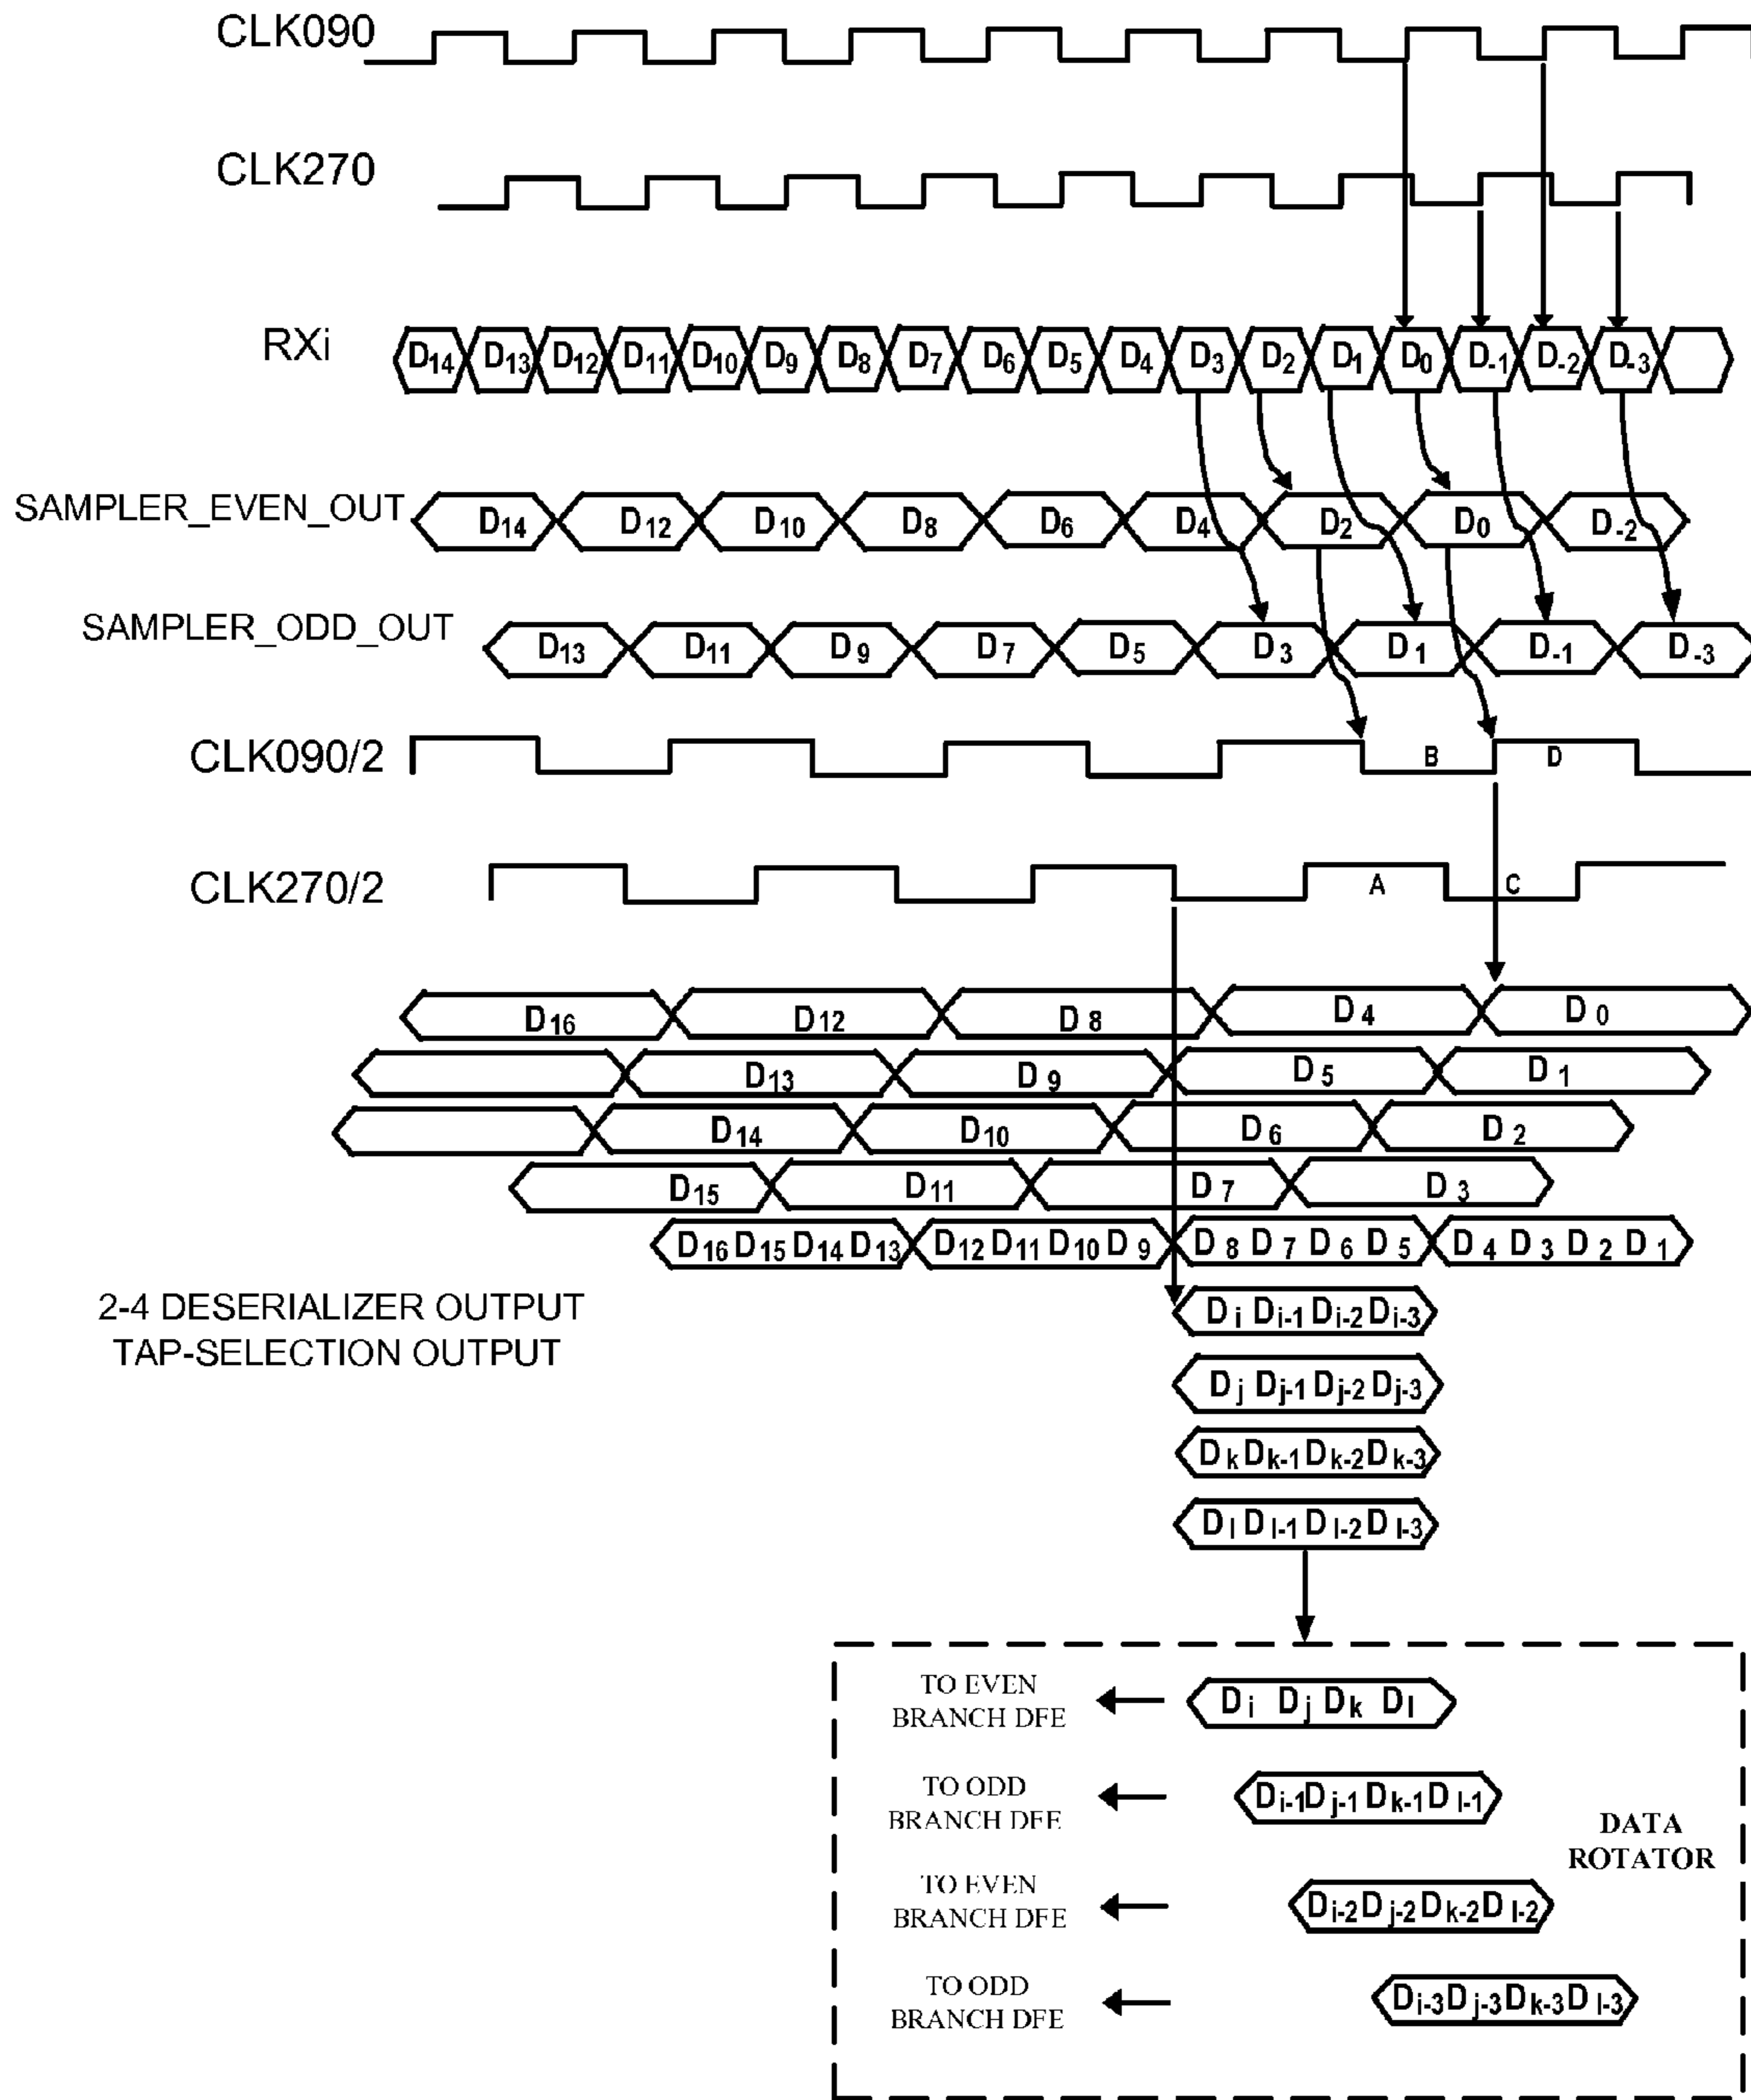 CLK090
CLK270
RXi
D14 D13 D12 D11 D10 D9 D8 D7 D6 D5 D4 D3 D2 D1 D0 D-1 D-2 D-3
SAMPLER_EVEN_OUT
D14 D12 D10 D8 D6 D4 D2 D0 D-2
SAMPLER_ODD_OUT
D13 D11 D9 D7 D5 D3 D1 D-1 D-3
CLK090/2
B D
CLK270/2
A C
D16 D12 D8 D4 D0
D13 D9 D5 D1
D14 D10 D6 D2
D15 D11 D7 D3
D16 D15 D14 D13 D12 D11 D10 D9 D8 D7 D6 D5 D4 D3 D2 D1
2-4 DESERIALIZER OUTPUT
TAP-SELECTION OUTPUT
Di Di-1 Di-2 Di-3
Dj Dj-1 Dj-2 Dj-3
Dk Dk-1 Dk-2 Dk-3
Dl Dl-1 Dl-2 Dl-3
TO EVEN
BRANCH DFE
Di Dj Dk Dl
TO ODD
BRANCH DFE
Di-1 Dj-1 Dk-1 Dl-1
DATA
ROTATOR
TO EVEN
BRANCH DFE
Di-2 Dj-2 Dk-2 Dl-2
TO ODD
BRANCH DFE
Di-3 Dj-3 Dk-3 Dl-3